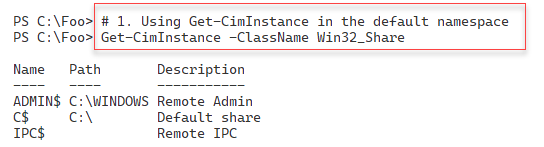 PS C:\Foo> # 1. Using Get-CimInstance in the default namespace
PS C:\Foo> Get-CimInstance -ClassName Win32_Share
Name   Path       Description
----   ----       -----------
ADMIN$ C:\WINDOWS Remote Admin
C$     C:\        Default share
IPC$              Remote IPC